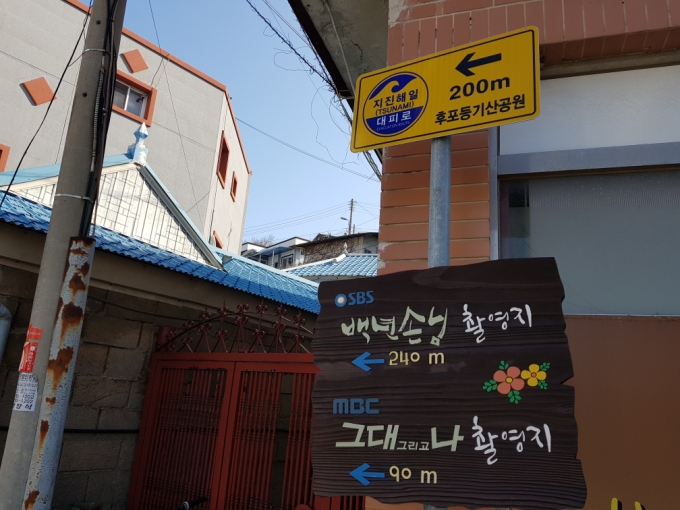 지진해일
(TSUNAMI)
대피로
200m
후포등기산공원
SBS
백년손님 촬영지
240 m
MBC
그대그리고나 촬영지
90 m